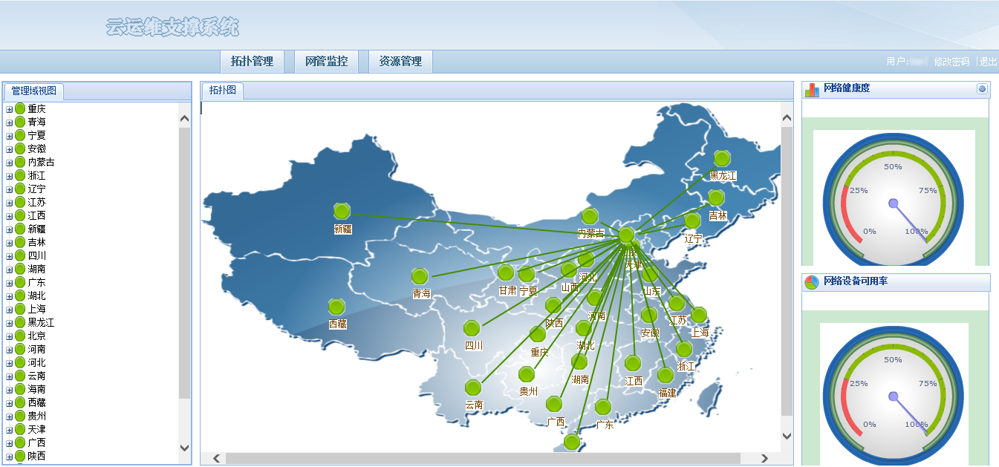 云运维支撑系统
拓扑管理 网管监控 资源管理
用户: 修改密码 |退出
管理域视图
重庆
青海
宁夏
安徽
内蒙古
浙江
辽宁
江苏
江西
新疆
吉林
四川
湖南
广东
湖北
上海
黑龙江
北京
河南
河北
云南
海南
西藏
贵州
天津
广西
陕西
拓扑图
黑龙江
吉林
新疆
内蒙古
辽宁
天津
河北
山西
甘肃
宁夏
山东
青海
西藏
陕西
河南
江苏
安徽
上海
四川
重庆
湖北
浙江
湖南
江西
贵州
福建
云南
广西
广东
网络健康度
50%
25% 75%
0% 100%
网络设备可用率
50%
25% 75%
0% 100%